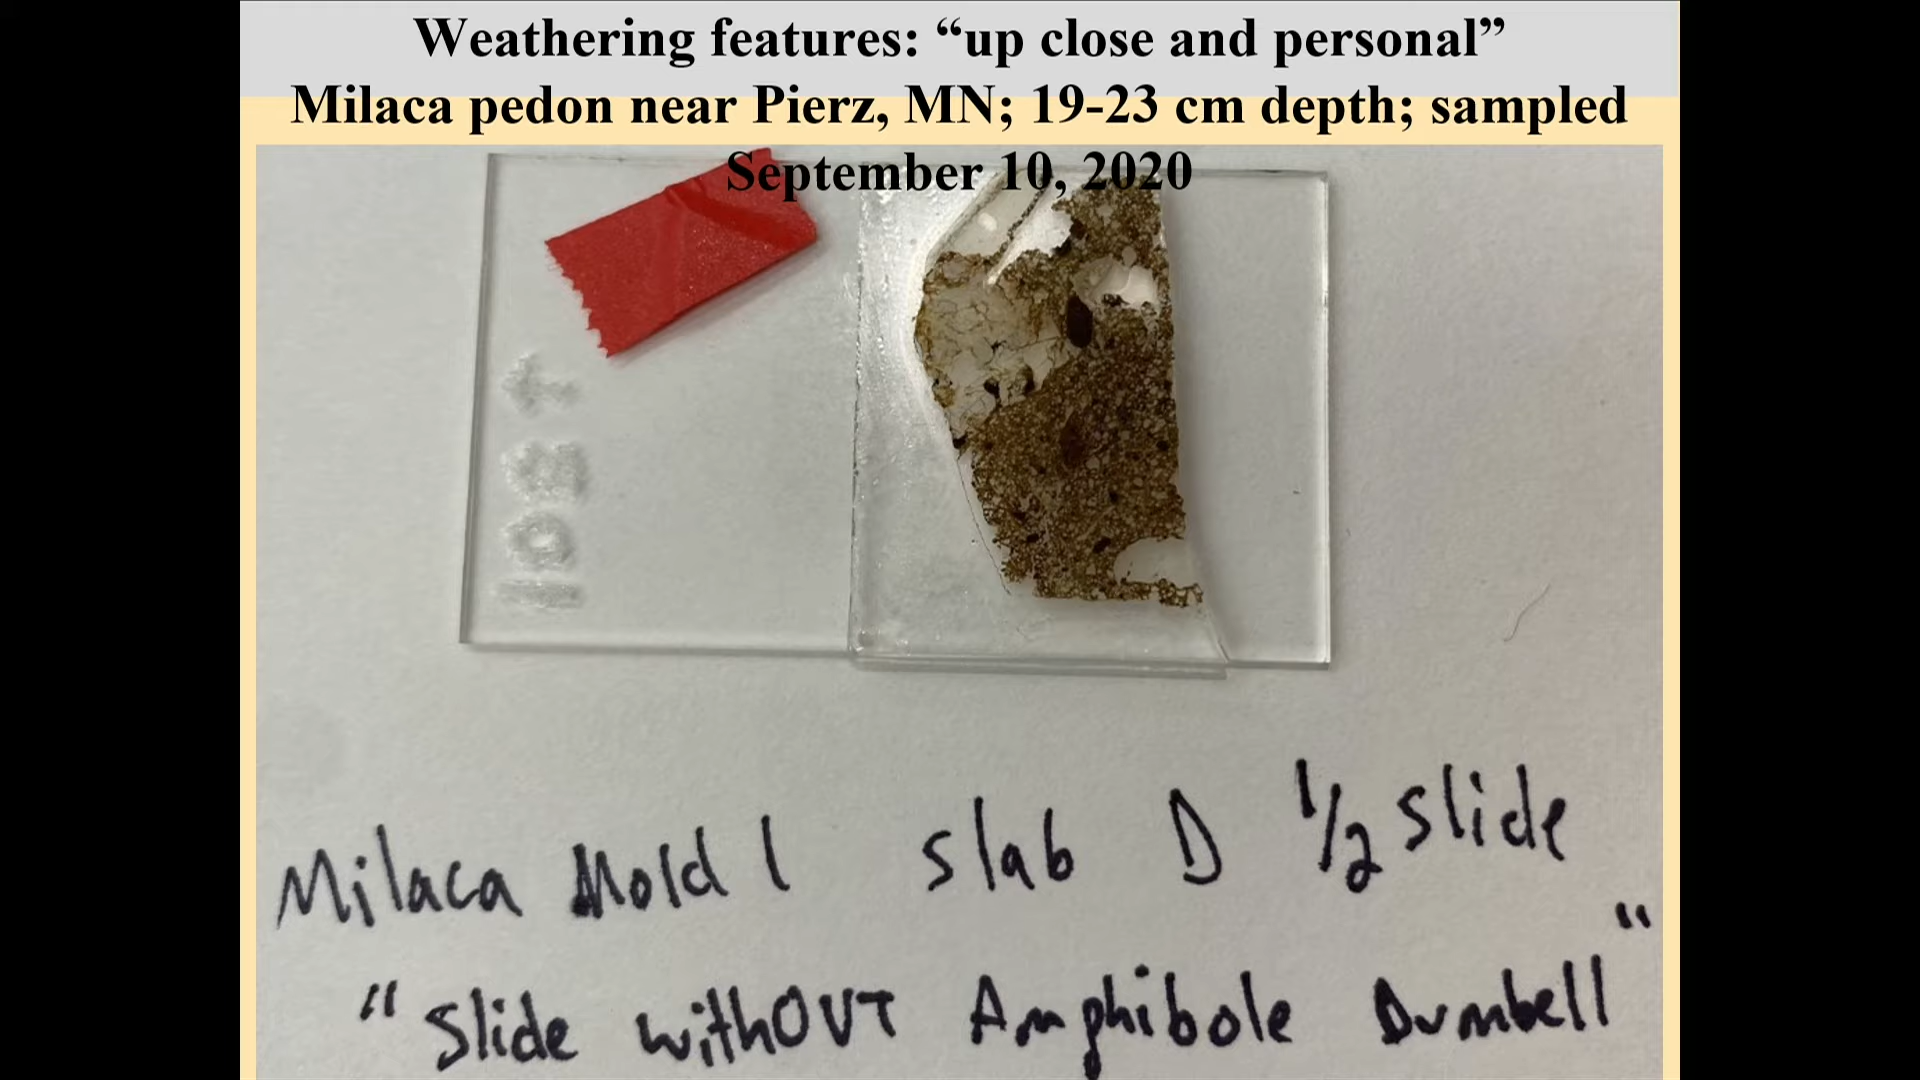 Weathering features: “up close and personal”
Milaca pedon near Pierz, MN; 19-23 cm depth; sampled
September 10, 2020
Milaca Mold 1 slab D 1/2 slide
"Slide withOUT Amphibole Dumbell"